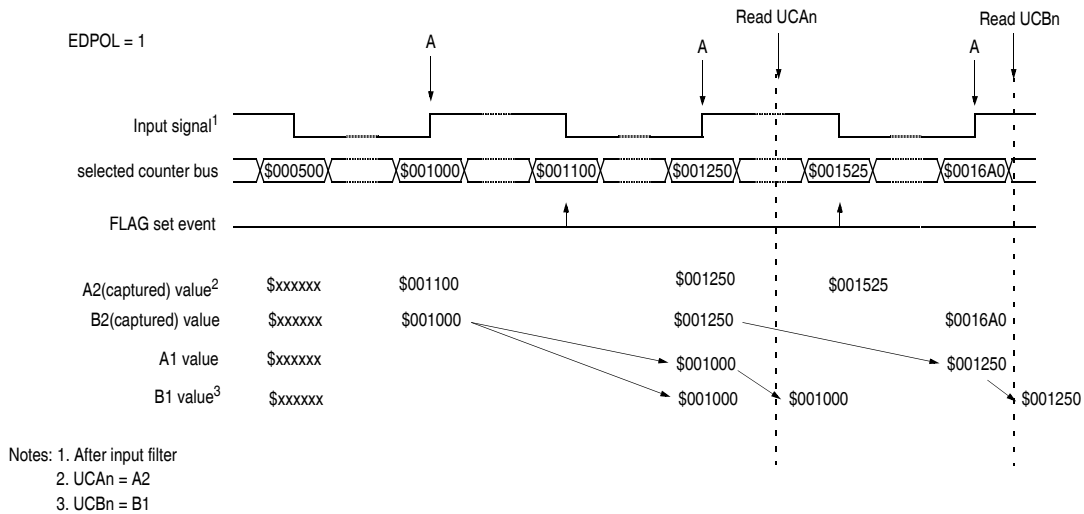 Read UCAn
Read UCBn
EDPOL = 1
A
A
A
Input signal1
selected counter bus $000500 $001000 $001100 $001250 $001525 $0016A0
FLAG set event
A2(captured) value2 $xxxxxx $001100 $001250 $001525
B2(captured) value $xxxxxx $001000 $001250 $0016A0
A1 value $xxxxxx $001000 $001250
B1 value3 $xxxxxx $001000 $001000 $001250
Notes: 1. After input filter
2. UCAn = A2
3. UCBn = B1